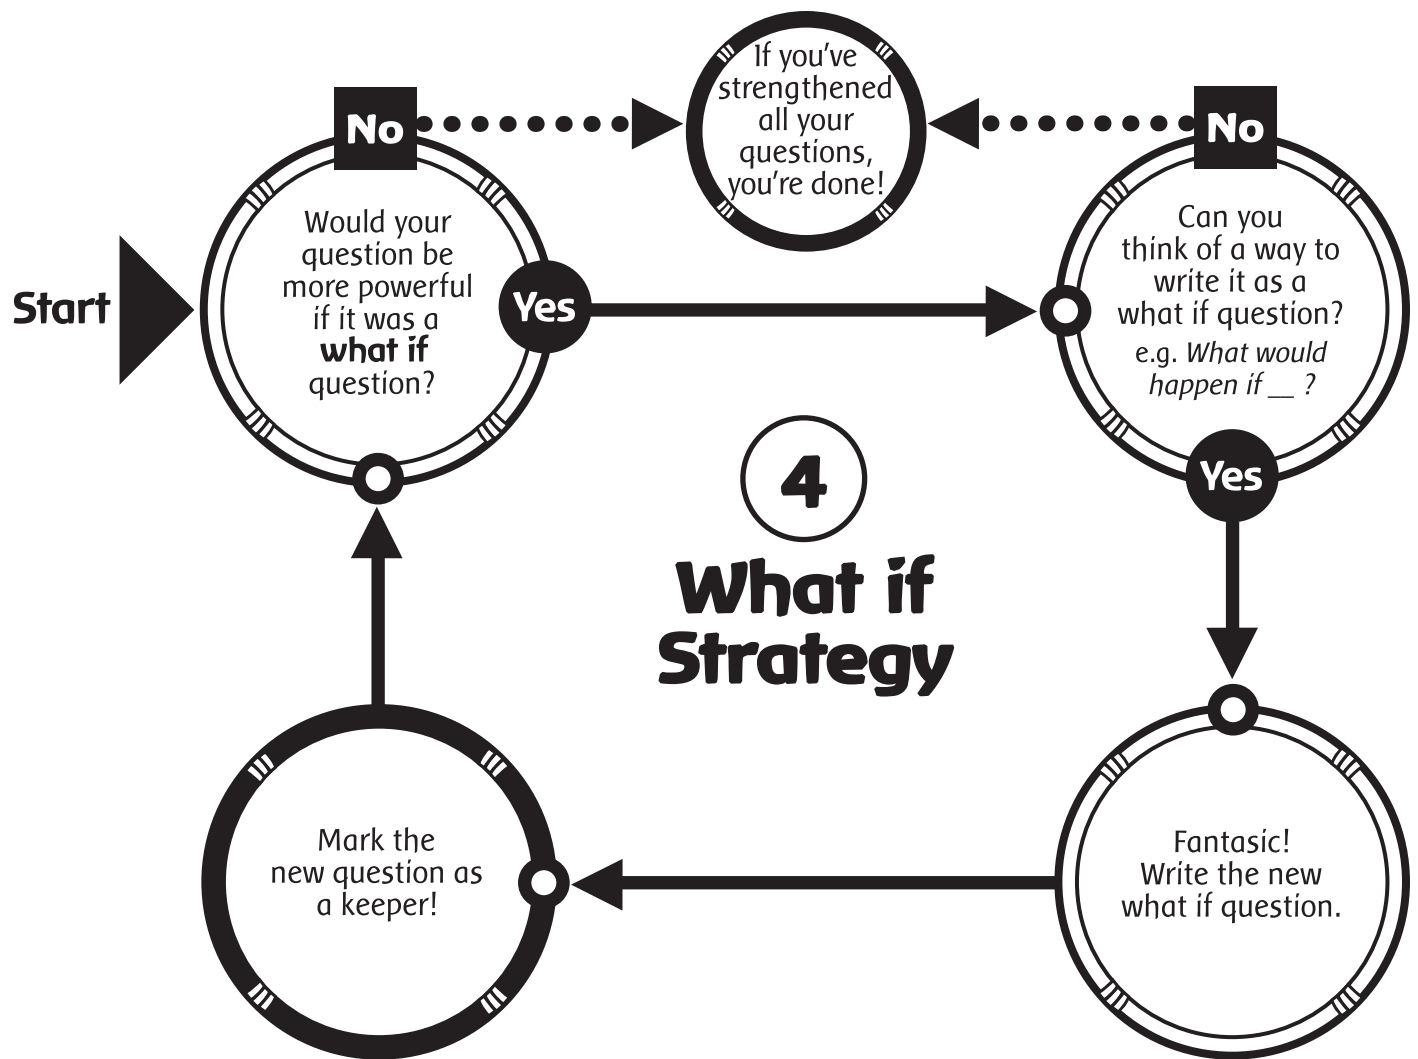 Start
No
Would your
question be
more powerful
if it was a
what if
question?
Yes
If you've
strengthened
all your
questions,
you're done!
No
Can you
think of a way to
write it as a
what if question?
e.g. What would
happen if __ ?
Yes
4
What if
Strategy
Fantasic!
Write the new
what if question.
Mark the
new question as
a keeper!